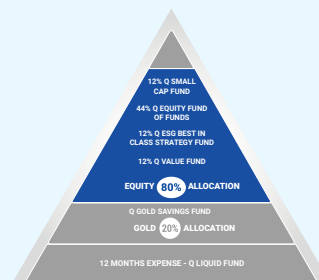 12% Q SMALL
CAP FUND
44% Q EQUITY FUND
OF FUNDS
12% Q ESG BEST IN
CLASS STRATEGY FUND
12% Q VALUE FUND
EQUITY 80% ALLOCATION
Q GOLD SAVINGS FUND
GOLD 20% ALLOCATION
12 MONTHS EXPENSE - Q LIQUID FUND